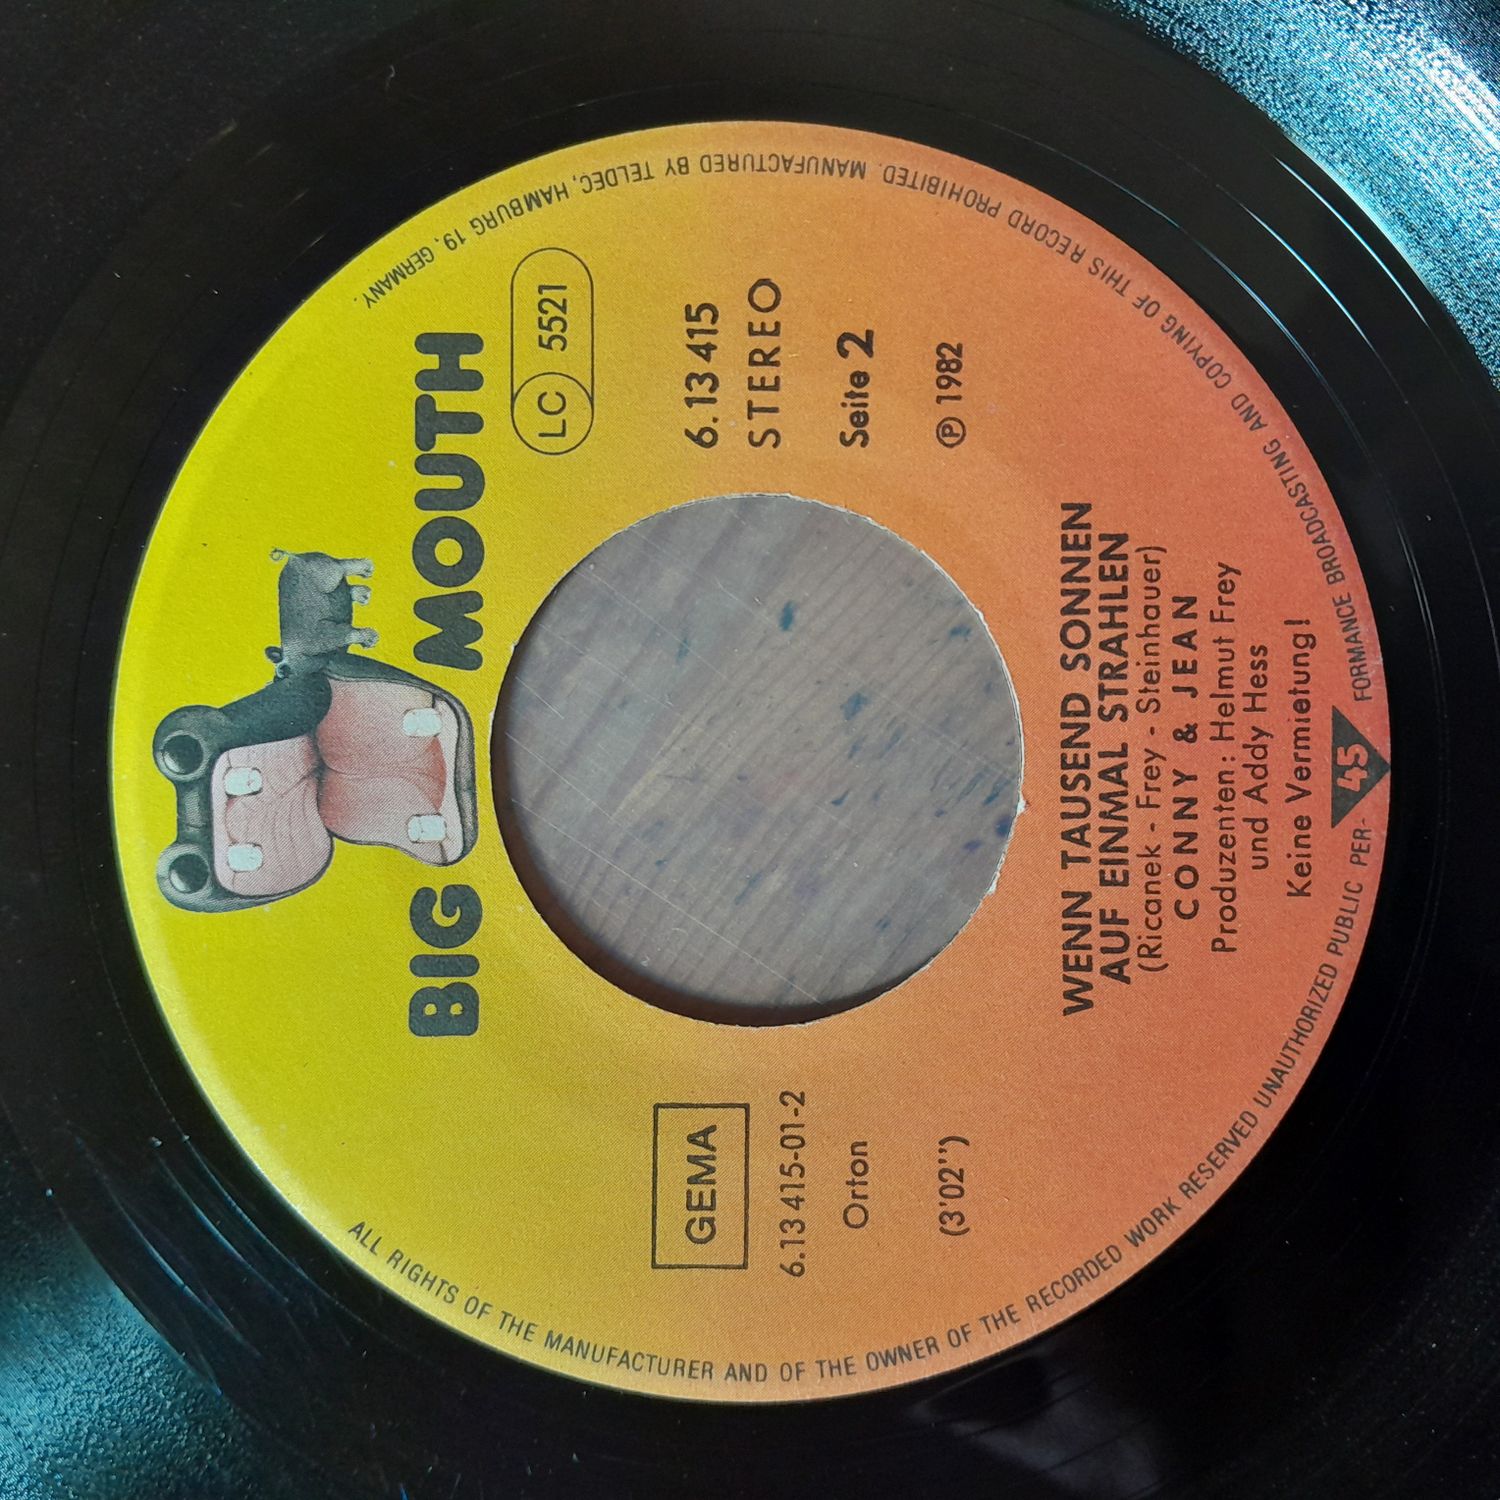 BIG MOUTH
LC 5521
GEMA
6.13 415-01-2
Orton
(3'02'')
6.13 415
STEREO
Seite 2
Ⓟ 1982
WENN TAUSEND SONNEN
AUF EINMAL STRAHLEN
(Ricanek - Frey - Steinhauer)
CONNY & JEAN
Produzenten: Helmut Frey
und Addy Hess
Keine Vermietung!
45
ALL RIGHTS OF THE MANUFACTURER AND OF THE OWNER OF THE RECORDED WORK RESERVED UNAUTHORIZED PUBLIC PER-FORMANCE BROADCASTING AND COPYING OF THIS RECORD PROHIBITED. MANUFACTURED BY TELDEC, HAMBURG 19, GERMANY.